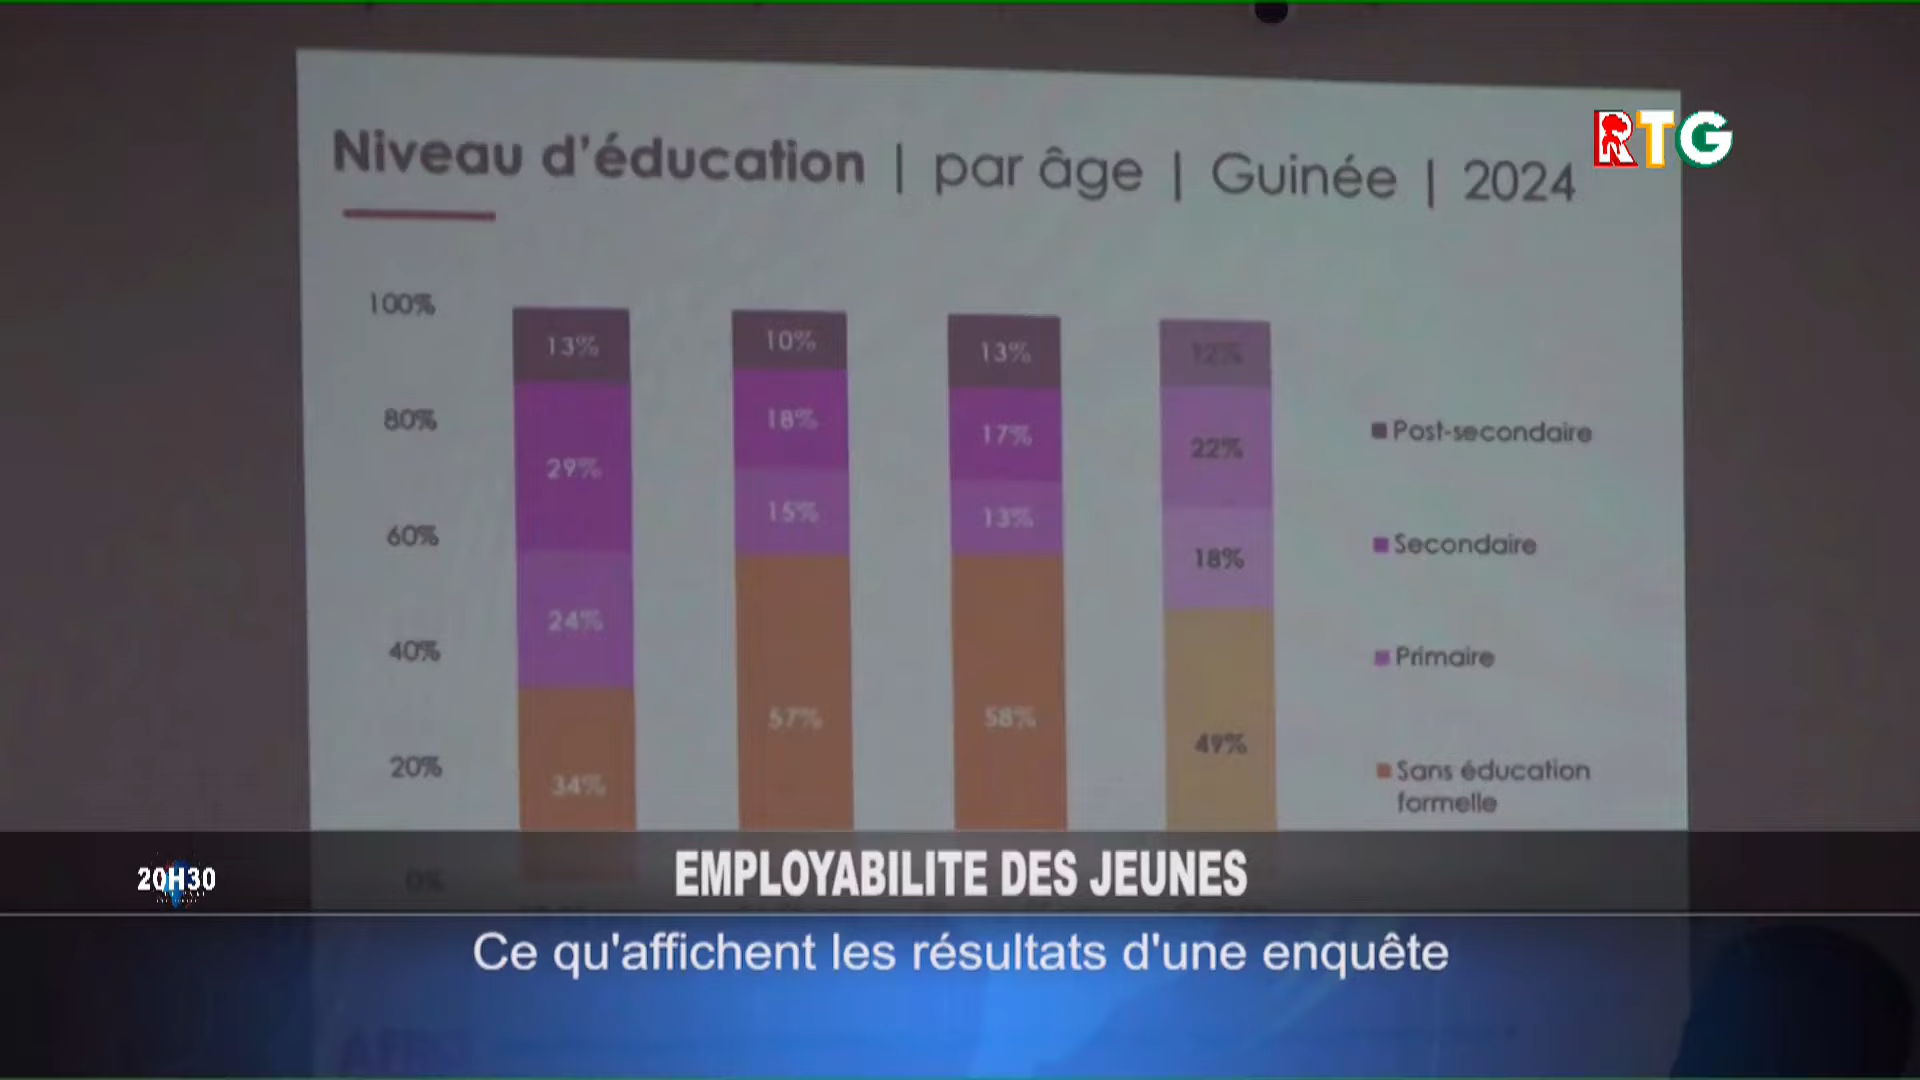 Niveau d'éducation | par âge | Guinée | 2024
RTG
100%
80%
60%
40%
20%
0%
13%
29%
24%
34%
10%
18%
15%
57%
13%
17%
13%
58%
12%
22%
18%
49%
Post-secondaire
Secondaire
Primaire
Sans éducation
formelle
20H30
EMPLOYABILITE DES JEUNES
Ce qu'affichent les résultats d'une enquête